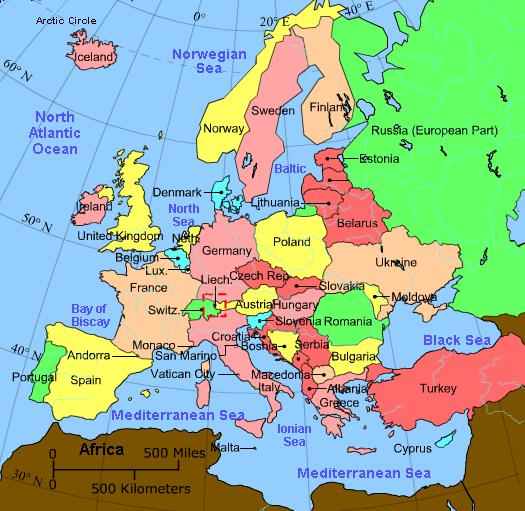 Arctic Circle
0°
20° E
40° E
Iceland
60° N
Norwegian
Sea
Sweden
Finland
Norway
Russia (European Part)
North
Atlantic
Ocean
Estonia
Baltic
Denmark
Lithuania
Ireland
North
Sea
Belarus
50° N
United Kingdom
Neth.
Poland
Belgium
Germany
Ukraine
Lux.
Liech.
Czech Rep
Slovakia
France
Moldova
Bay of
Biscay
Switz.
Austria
Hungary
Slovenia
Romania
Croatia
Bosnia
Serbia
Black Sea
40° N
Monaco
San Marino
Bulgaria
Andorra
Vatican City
Macedonia
Portugal
Spain
Italy
Albania
Turkey
Greece
Mediterranean Sea
Ionian
Sea
Africa
Malta
Cyprus
0
500 Miles
Mediterranean Sea
30° N
0
500 Kilometers